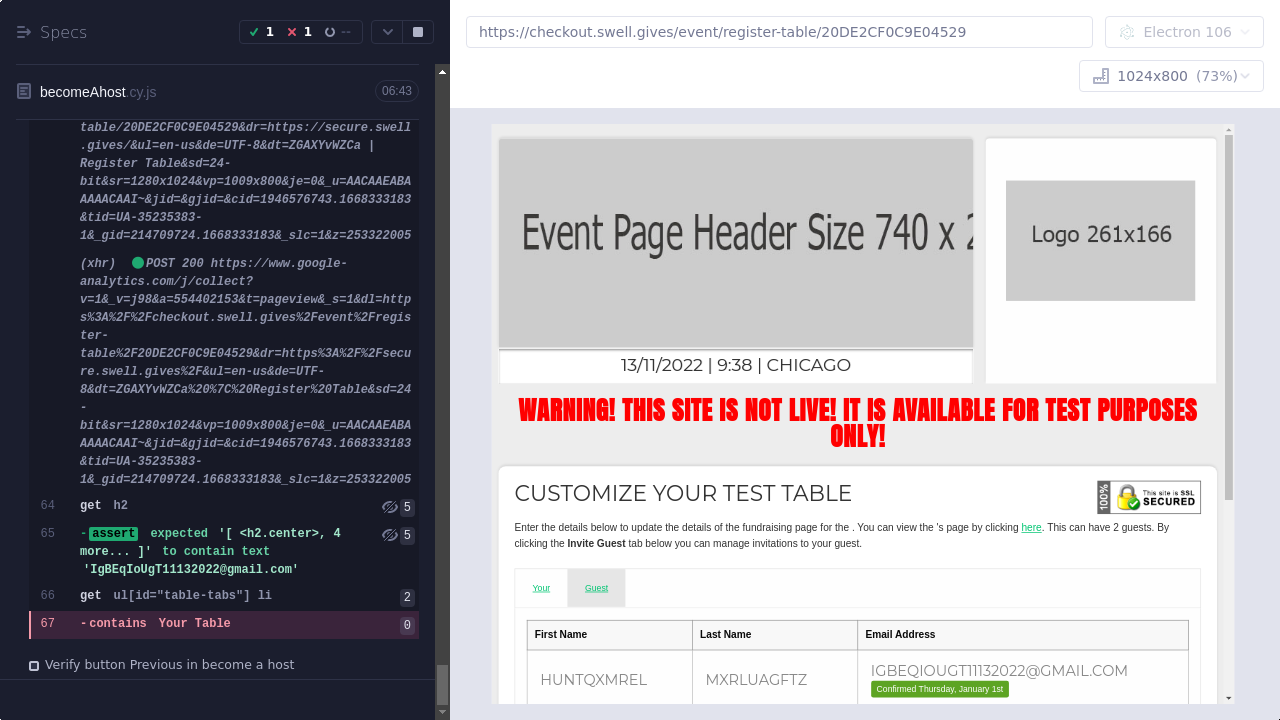 Specs
1
1
--
https://checkout.swell.gives/event/register-table/20DE2CF0C9E04529
Electron 106
1024x800 (73%)
becomeAhost.cy.js
06:43
table/20DE2CF0C9E04529&dr=https://secure.swell
.gives/&ul=en-us&de=UTF-8&dt=ZGAXYvWZCa |
Register Table&sd=24-
bit&sr=1280x1024&vp=1009x800&je=0&_u=AACAAEABA
AAAACAAI~&jid=&gjid=&cid=1946576743.1668333183
&tid=UA-35235383-
1&_gid=214709724.1668333183&_slc=1&z=253322005
(xhr) POST 200 https://www.google-
analytics.com/j/collect?
v=1&_v=j98&a=554402153&t=pageview&_s=1&dl=http
s%3A%2F%2Fcheckout.swell.gives%2Fevent%2Fregis
ter-
table%2F20DE2CF0C9E04529&dr=https%3A%2F%2Fsecu
re.swell.gives%2F&ul=en-us&de=UTF-
8&dt=ZGAXYvWZCa%20%7C%20Register%20Table&sd=24
-
bit&sr=1280x1024&vp=1009x800&je=0&_u=AACAAEABA
AAAACAAI~&jid=&gjid=&cid=1946576743.1668333183
&tid=UA-35235383-
1&_gid=214709724.1668333183&_slc=1&z=253322005
64 get h2 5
65 -assert expected '[ <h2.center>, 4 5
more... ]' to contain text
'IgBEqIoUgT11132022@gmail.com'
66 get ul[id="table-tabs"] li 2
67 -contains Your Table 0
Verify button Previous in become a host
Event Page Header Size 740 x 2
Logo 261x166
13/11/2022 | 9:38 | CHICAGO
WARNING! THIS SITE IS NOT LIVE! IT IS AVAILABLE FOR TEST PURPOSES
ONLY!
CUSTOMIZE YOUR TEST TABLE
100%
This site is SSL
SECURED
Enter the details below to update the details of the fundraising page for the . You can view the 's page by clicking here. This can have 2 guests. By
clicking the Invite Guest tab below you can manage invitations to your guest.
Your
Guest
First Name
Last Name
Email Address
HUNTQXMREL
MXRLUAGFTZ
IGBEQIOUGT11132022@GMAIL.COM
Confirmed Thursday, January 1st